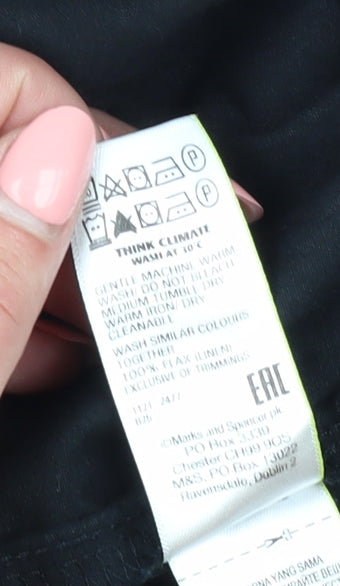 P
P
THINK CLIMATE
WASH AT 30°C
GENTLE MACHINE WARM
WASH/ DO NOT BLEACH
MEDIUM TUMBLE DRY
WARM IRON/ DRY
CLEANABLE
WASH SIMILAR COLOURS
TOGETHER
100% FLAX (LINEN)
EXCLUSIVE OF TRIMMINGS
EAC
©Marks and Spencer plc
PO Box 3339
Chester CH99 9QS
M&S, PO Box 13022
Ravensdale, Dublin 2
YANG SAMA